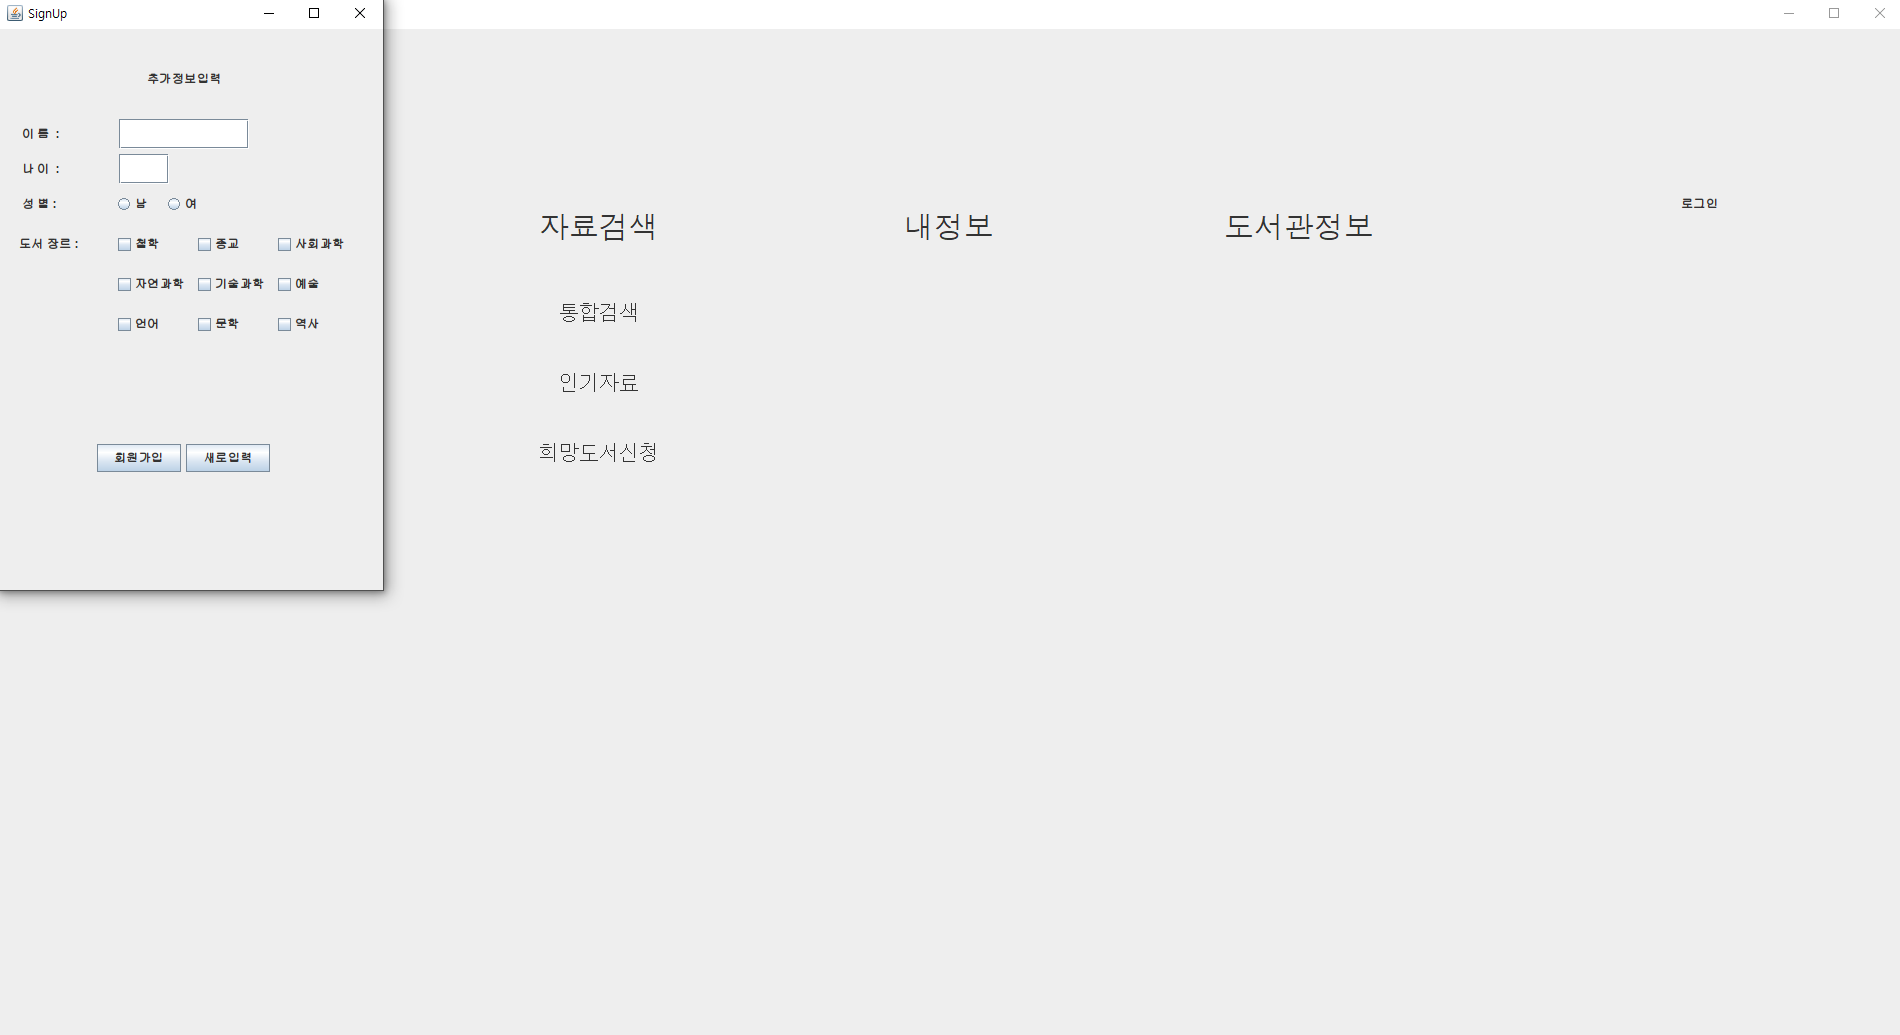 SignUp
추가정보입력
이 름 :
나 이 :
성 별 : 남 여
도서 장르 : 철학 종교 사회과학
자연과학 기술과학 예술
언어 문학 역사
회원가입 새로입력
자료검색 내정보 도서관정보 로그인
통합검색
인기자료
희망도서신청